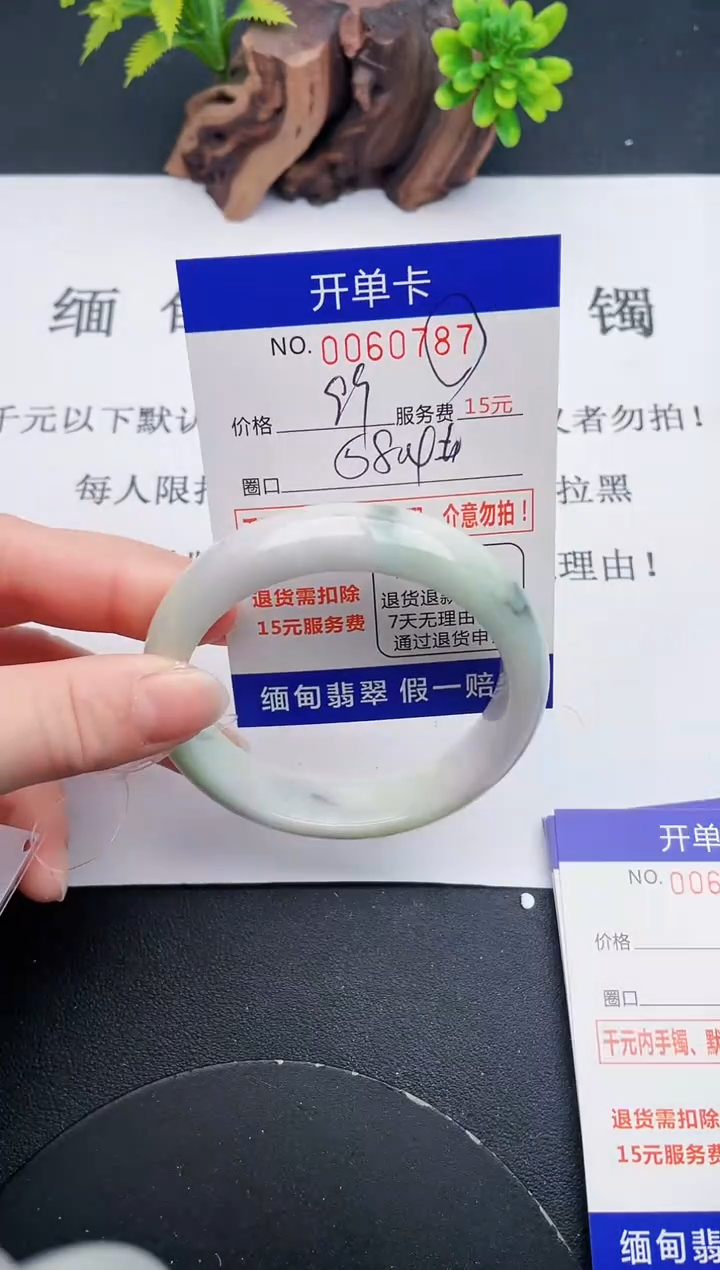 开单卡
NO. 0060787
缅 镯
价格 服务费 15元
千元以下默认 者勿拍！
圈口 58
每人限 拉黑
介意勿拍！
理由！
退货需扣除
15元服务费
退货退款
7天无理由
通过退货申
缅甸翡翠 假一赔
开单
NO. 006
价格
圈口
千元内手镯、默
退货需扣除
15元服务费
缅甸翡